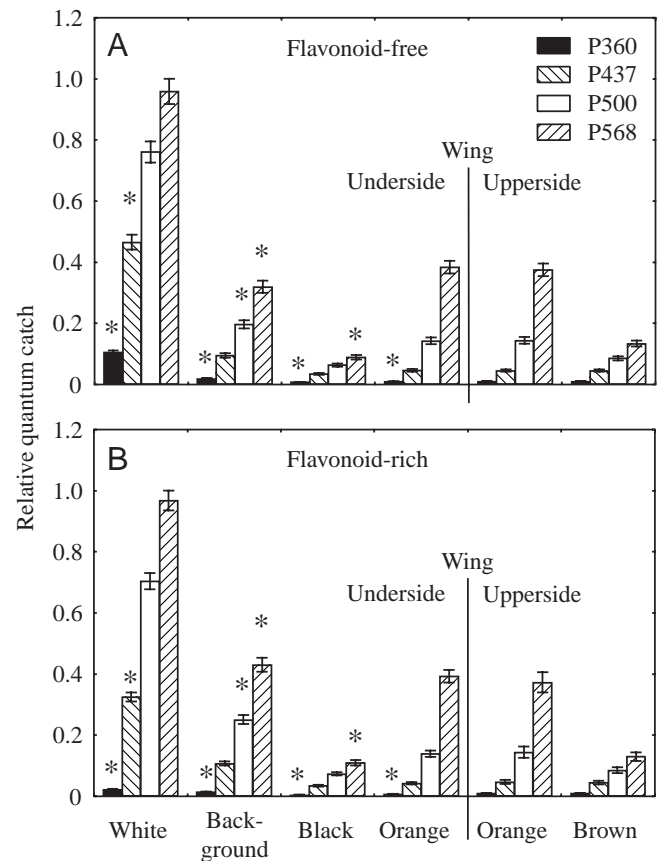 A
Flavonoid-free
P360
P437
P500
P568
Wing
Underside
Upperside
1.2
1.0
0.8
0.6
0.4
0.2
0
*
*
*
*
*
*
*
*
Relative quantum catch
B
Flavonoid-rich
Wing
Underside
Upperside
1.2
1.0
0.8
0.6
0.4
0.2
0
*
*
*
*
*
*
*
*
White
Back-
ground
Black
Orange
Orange
Brown